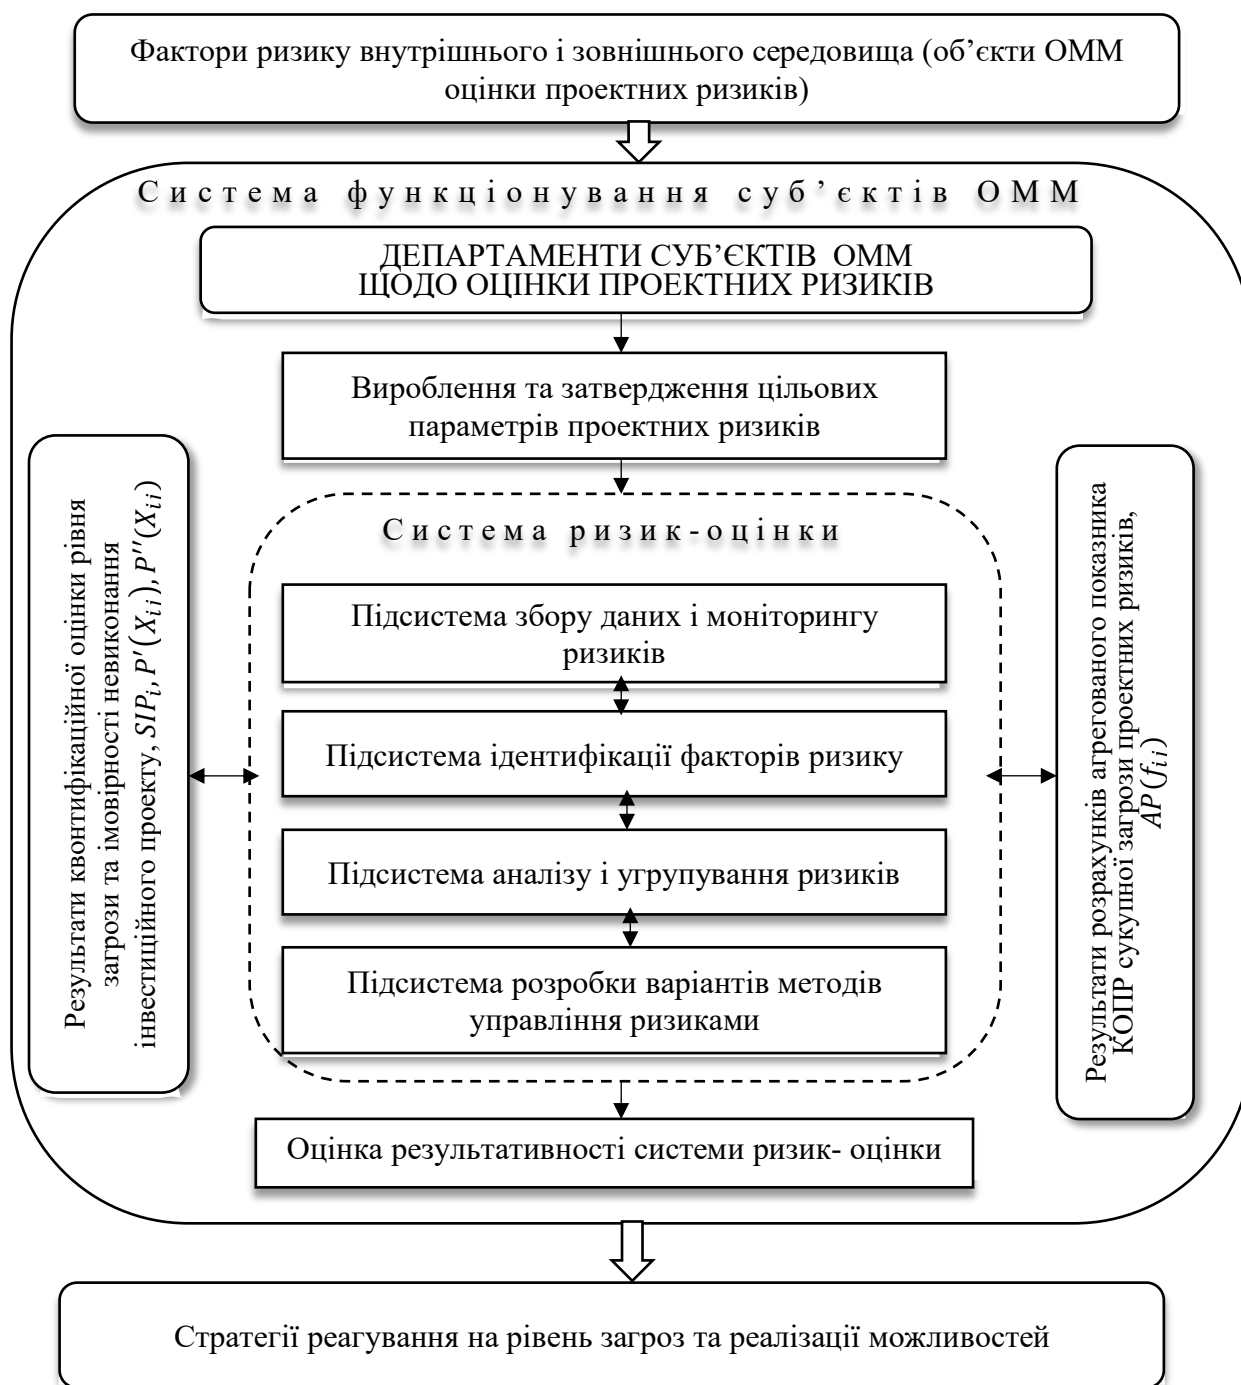 Фактори ризику внутрішнього і зовнішнього середовища (об’єкти ОММ
оцінки проектних ризиків)
Система функціонування суб’єктів ОММ
ДЕПАРТАМЕНТИ СУБ’ЄКТІВ ОММ
ЩОДО ОЦІНКИ ПРОЕКТНИХ РИЗИКІВ
Вироблення та затвердження цільових
параметрів проектних ризиків
Результати квонтифікаційної оцінки рівня
загрози та імовірності невиконання
інвестиційного проекту, SIP_i, P'(X_ii), P''(X_ii)
Система ризик-оцінки
Підсистема збору даних і моніторингу
ризиків
Підсистема ідентифікації факторів ризику
Підсистема аналізу і угрупування ризиків
Підсистема розробки варіантів методів
управління ризиками
Результати розрахунків агрегованого показника
КОПР сукупної загрози проектних ризиків,
AP(f_ii)
Оцінка результативності системи ризик- оцінки
Стратегії реагування на рівень загроз та реалізації можливостей